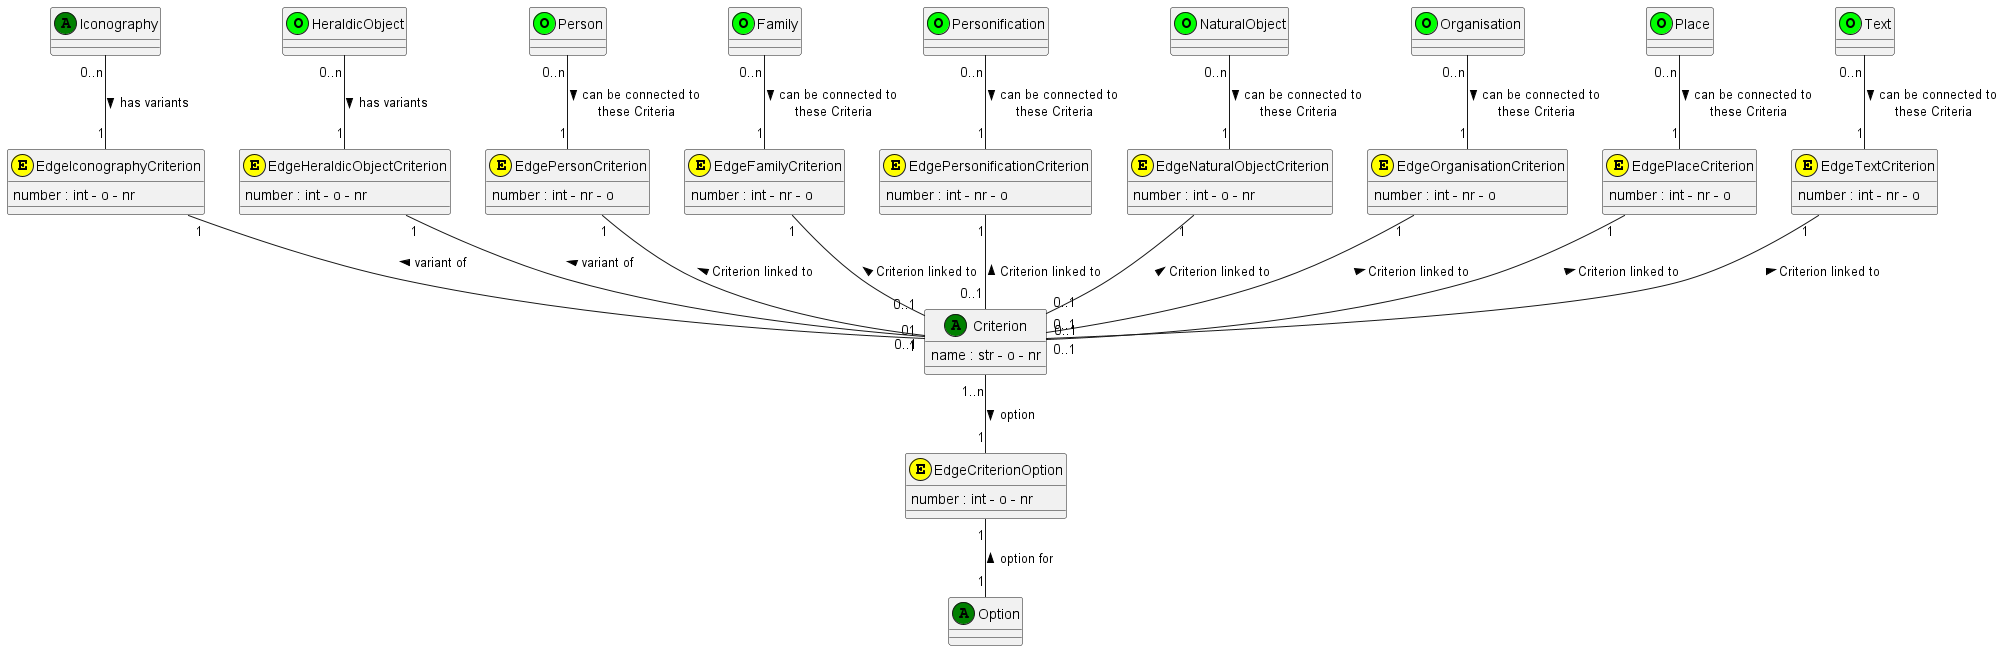 A Iconography
O HeraldicObject
O Person
O Family
O Personification
O NaturalObject
O Organisation
O Place
O Text
0..n
0..n
0..n
0..n
0..n
0..n
0..n
0..n
0..n
has variants
has variants
can be connected to
these Criteria
can be connected to
these Criteria
can be connected to
these Criteria
can be connected to
these Criteria
can be connected to
these Criteria
can be connected to
these Criteria
can be connected to
these Criteria
1
1
1
1
1
1
1
1
1
E EdgeIconographyCriterion
number : int - o - nr
E EdgeHeraldicObjectCriterion
number : int - o - nr
E EdgePersonCriterion
number : int - nr - o
E EdgeFamilyCriterion
number : int - nr - o
E EdgePersonificationCriterion
number : int - nr - o
E EdgeNaturalObjectCriterion
number : int - o - nr
E EdgeOrganisationCriterion
number : int - nr - o
E EdgePlaceCriterion
number : int - nr - o
E EdgeTextCriterion
number : int - nr - o
1
1
1
1
1
1
1
1
1
variant of
variant of
Criterion linked to
Criterion linked to
Criterion linked to
Criterion linked to
Criterion linked to
Criterion linked to
Criterion linked to
0..1
0..1
0..1
0..1
0..1
0..1
0..1
A Criterion
name : str - o - nr
1..n
option
1
E EdgeCriterionOption
number : int - o - nr
1
option for
1
A Option